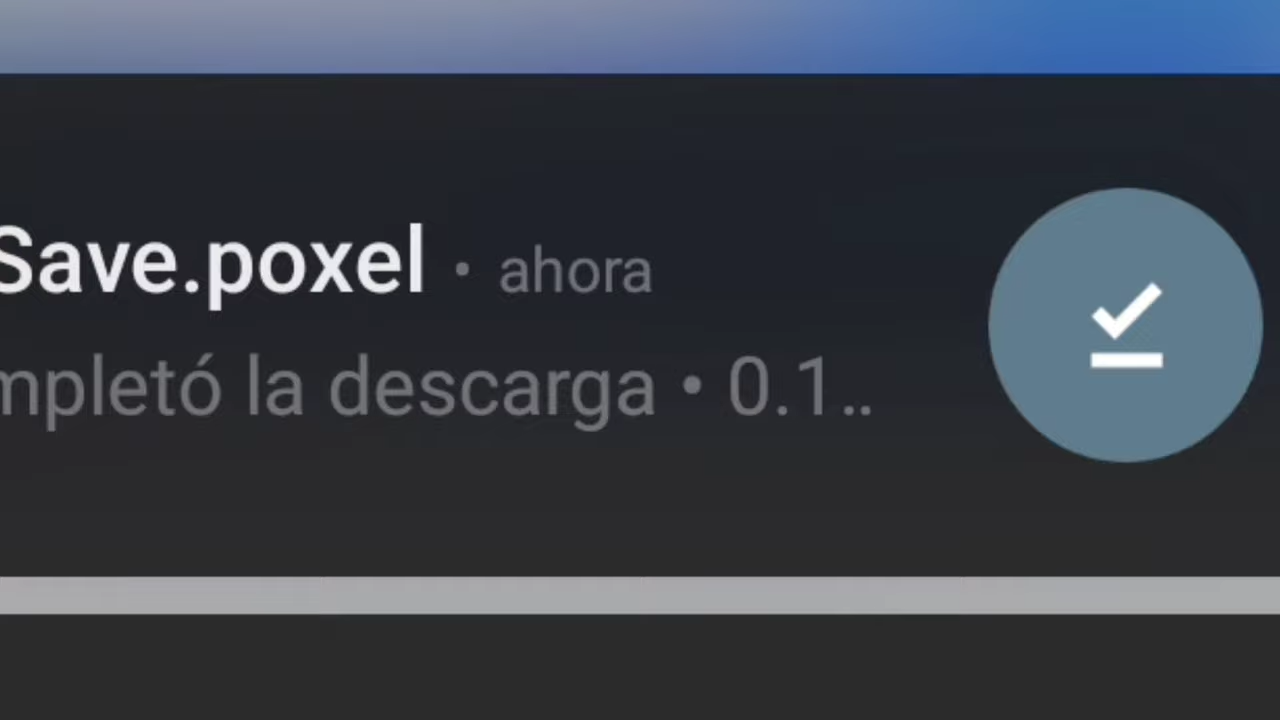 Save.poxel • ahora
mpletó la descarga • 0.1..